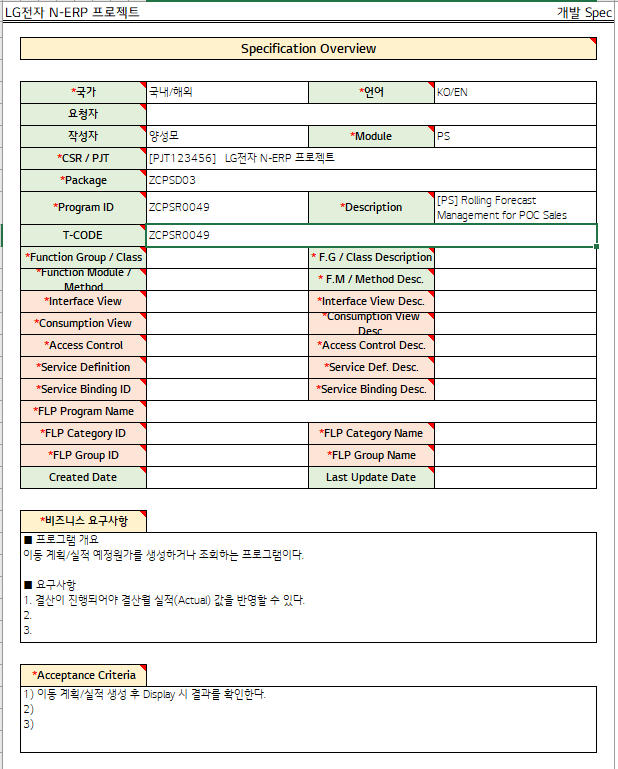 LG전자 N-ERP 프로젝트 개발 Spec
Specification Overview
*국가 국내/해외 *언어 KO/EN
요청자
작성자 양성모 *Module PS
*CSR / PJT [PJT123456] LG전자 N-ERP 프로젝트
*Package ZCPSD03
*Program ID ZCPSR0049 *Description [PS] Rolling Forecast
Management for POC Sales
T-CODE ZCPSR0049
*Function Group / Class * F.G / Class Description
*Function Module /
Method * F.M / Method Desc.
*Interface View *Interface View Desc.
*Consumption View *Consumption View
Desc
*Access Control *Access Control Desc.
*Service Definition *Service Def. Desc.
*Service Binding ID *Service Binding Desc.
*FLP Program Name
*FLP Category ID *FLP Category Name
*FLP Group ID *FLP Group Name
Created Date Last Update Date
*비즈니스 요구사항
■ 프로그램 개요
이동 계획/실적 예정원가를 생성하거나 조회하는 프로그램이다.
■ 요구사항
1. 결산이 진행되어야 결산월 실적(Actual) 값을 반영할 수 있다.
2.
3.
*Acceptance Criteria
1) 이동 계획/실적 생성 후 Display 시 결과를 확인한다.
2)
3)